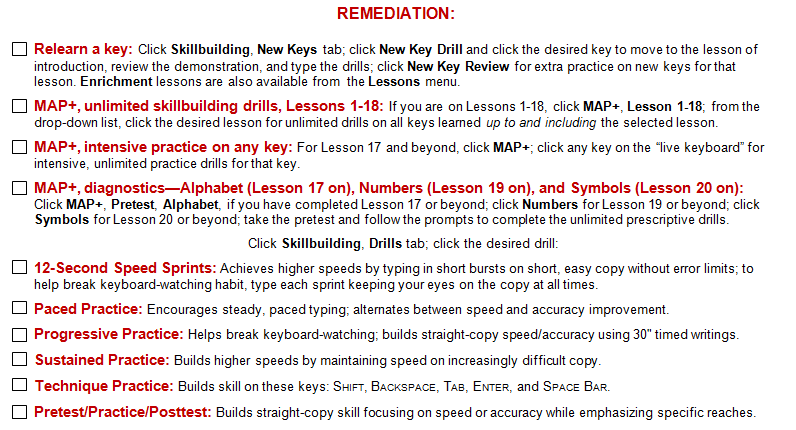 REMEDIATION:
Relearn a key: Click Skillbuilding, New Keys tab; click New Key Drill and click the desired key to move to the lesson of
introduction, review the demonstration, and type the drills; click New Key Review for extra practice on new keys for that
lesson. Enrichment lessons are also available from the Lessons menu.
MAP+, unlimited skillbuilding drills, Lessons 1-18: If you are on Lessons 1-18, click MAP+, Lesson 1-18; from the
drop-down list, click the desired lesson for unlimited drills on all keys learned up to and including the selected lesson.
MAP+, intensive practice on any key: For Lesson 17 and beyond, click MAP+; click any key on the “live keyboard” for
intensive, unlimited practice drills for that key.
MAP+, diagnostics—Alphabet (Lesson 17 on), Numbers (Lesson 19 on), and Symbols (Lesson 20 on):
Click MAP+, Pretest, Alphabet, if you have completed Lesson 17 or beyond; click Numbers for Lesson 19 or beyond; click
Symbols for Lesson 20 or beyond; take the pretest and follow the prompts to complete the unlimited prescriptive drills.
Click Skillbuilding, Drills tab; click the desired drill:
12-Second Speed Sprints: Achieves higher speeds by typing in short bursts on short, easy copy without error limits; to
help break keyboard-watching habit, type each sprint keeping your eyes on the copy at all times.
Paced Practice: Encourages steady, paced typing; alternates between speed and accuracy improvement.
Progressive Practice: Helps break keyboard-watching; builds straight-copy speed/accuracy using 30" timed writings.
Sustained Practice: Builds higher speeds by maintaining speed on increasingly difficult copy.
Technique Practice: Builds skill on these keys: SHIFT, BACKSPACE, TAB, ENTER, and SPACE BAR.
Pretest/Practice/Posttest: Builds straight-copy skill focusing on speed or accuracy while emphasizing specific reaches.